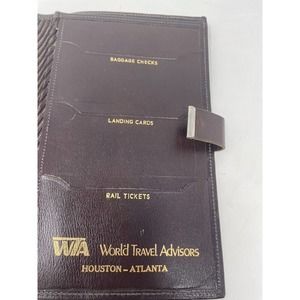 BAGGAGE CHECKS
LANDING CARDS
RAIL TICKETS
WTA World Travel Advisors
HOUSTON – ATLANTA